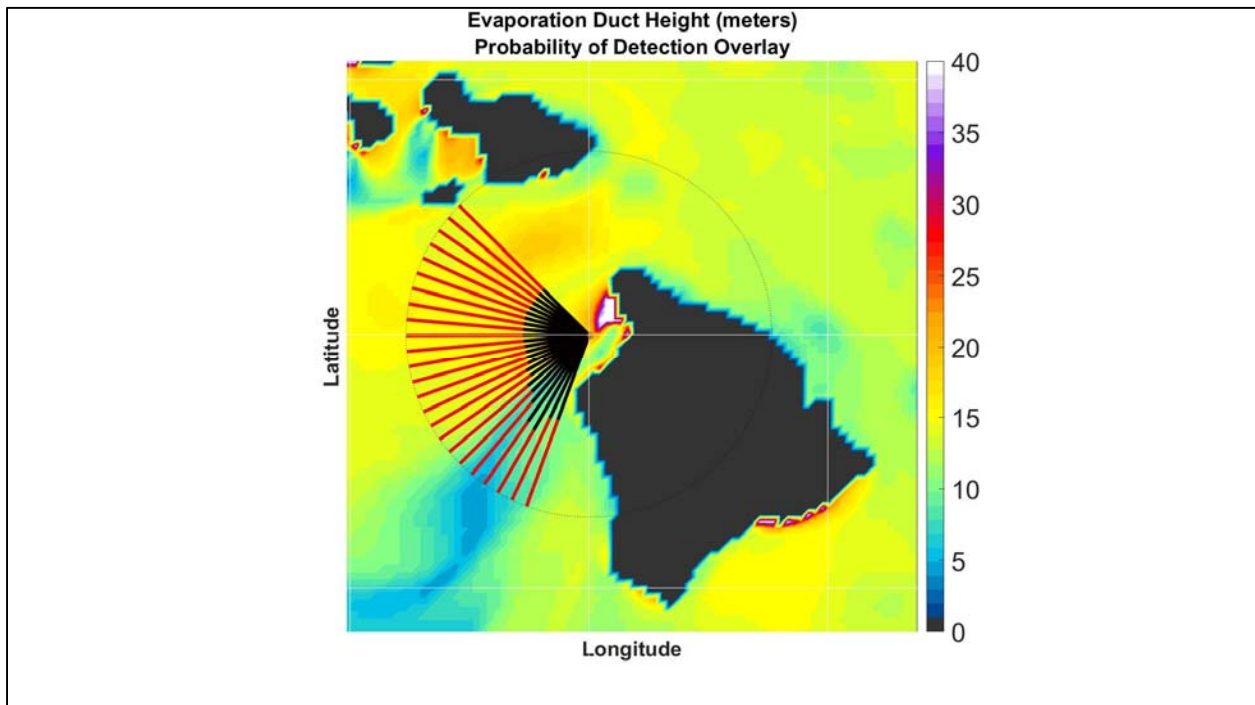 Evaporation Duct Height (meters)
Probability of Detection Overlay
40
35
30
25
20
15
10
5
0
Latitude
Longitude